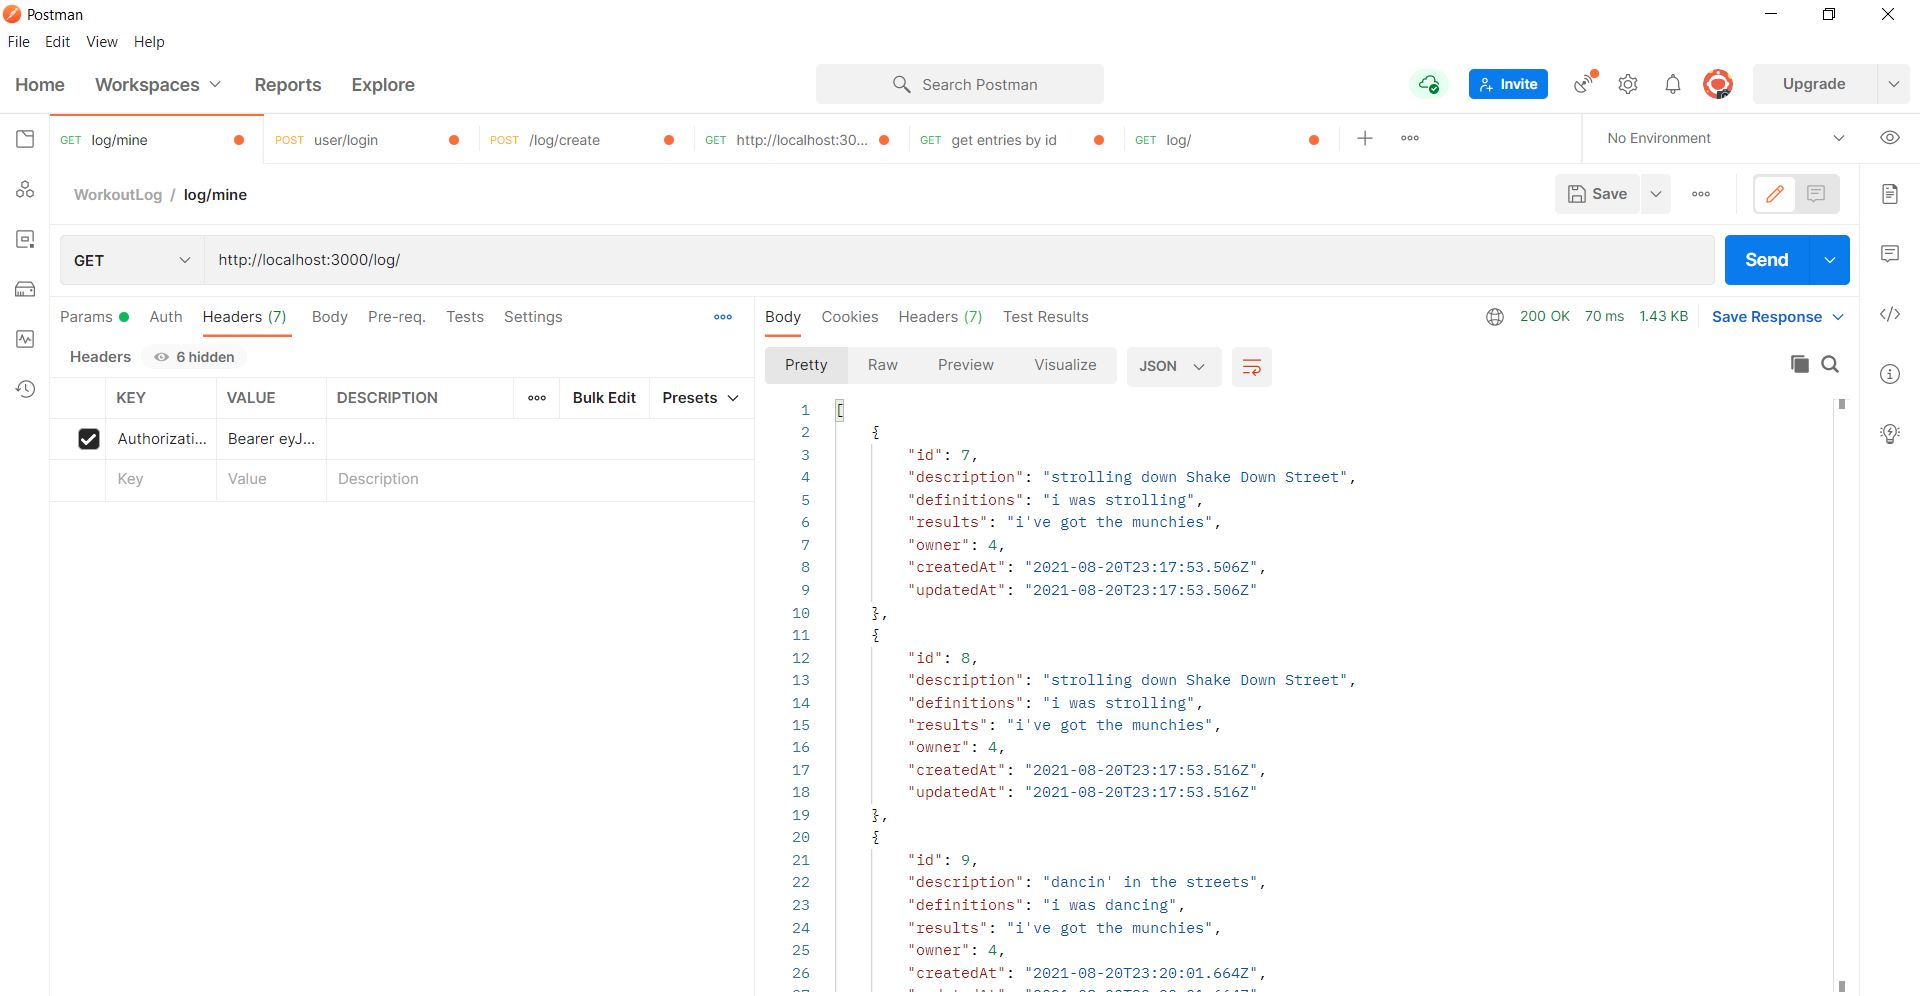 Postman
File Edit View Help
Home Workspaces Reports Explore Search Postman Invite Upgrade
GET log/mine POST user/login POST /log/create GET http://localhost:30... GET get entries by id GET log/ No Environment
WorkoutLog / log/mine Save
GET http://localhost:3000/log/ Send
Params Auth Headers (7) Body Pre-req. Tests Settings
Headers 6 hidden
KEY VALUE DESCRIPTION Bulk Edit Presets
Authorizati... Bearer eyJ...
Key Value Description
Body Cookies Headers (7) Test Results 200 OK 70 ms 1.43 KB Save Response
Pretty Raw Preview Visualize JSON
1 [
2 {
3 "id": 7,
4 "description": "strolling down Shake Down Street",
5 "definitions": "i was strolling",
6 "results": "i've got the munchies",
7 "owner": 4,
8 "createdAt": "2021-08-20T23:17:53.506Z",
9 "updatedAt": "2021-08-20T23:17:53.506Z"
10 },
11 {
12 "id": 8,
13 "description": "strolling down Shake Down Street",
14 "definitions": "i was strolling",
15 "results": "i've got the munchies",
16 "owner": 4,
17 "createdAt": "2021-08-20T23:17:53.516Z",
18 "updatedAt": "2021-08-20T23:17:53.516Z"
19 },
20 {
21 "id": 9,
22 "description": "dancin' in the streets",
23 "definitions": "i was dancing",
24 "results": "i've got the munchies",
25 "owner": 4,
26 "createdAt": "2021-08-20T23:20:01.664Z",